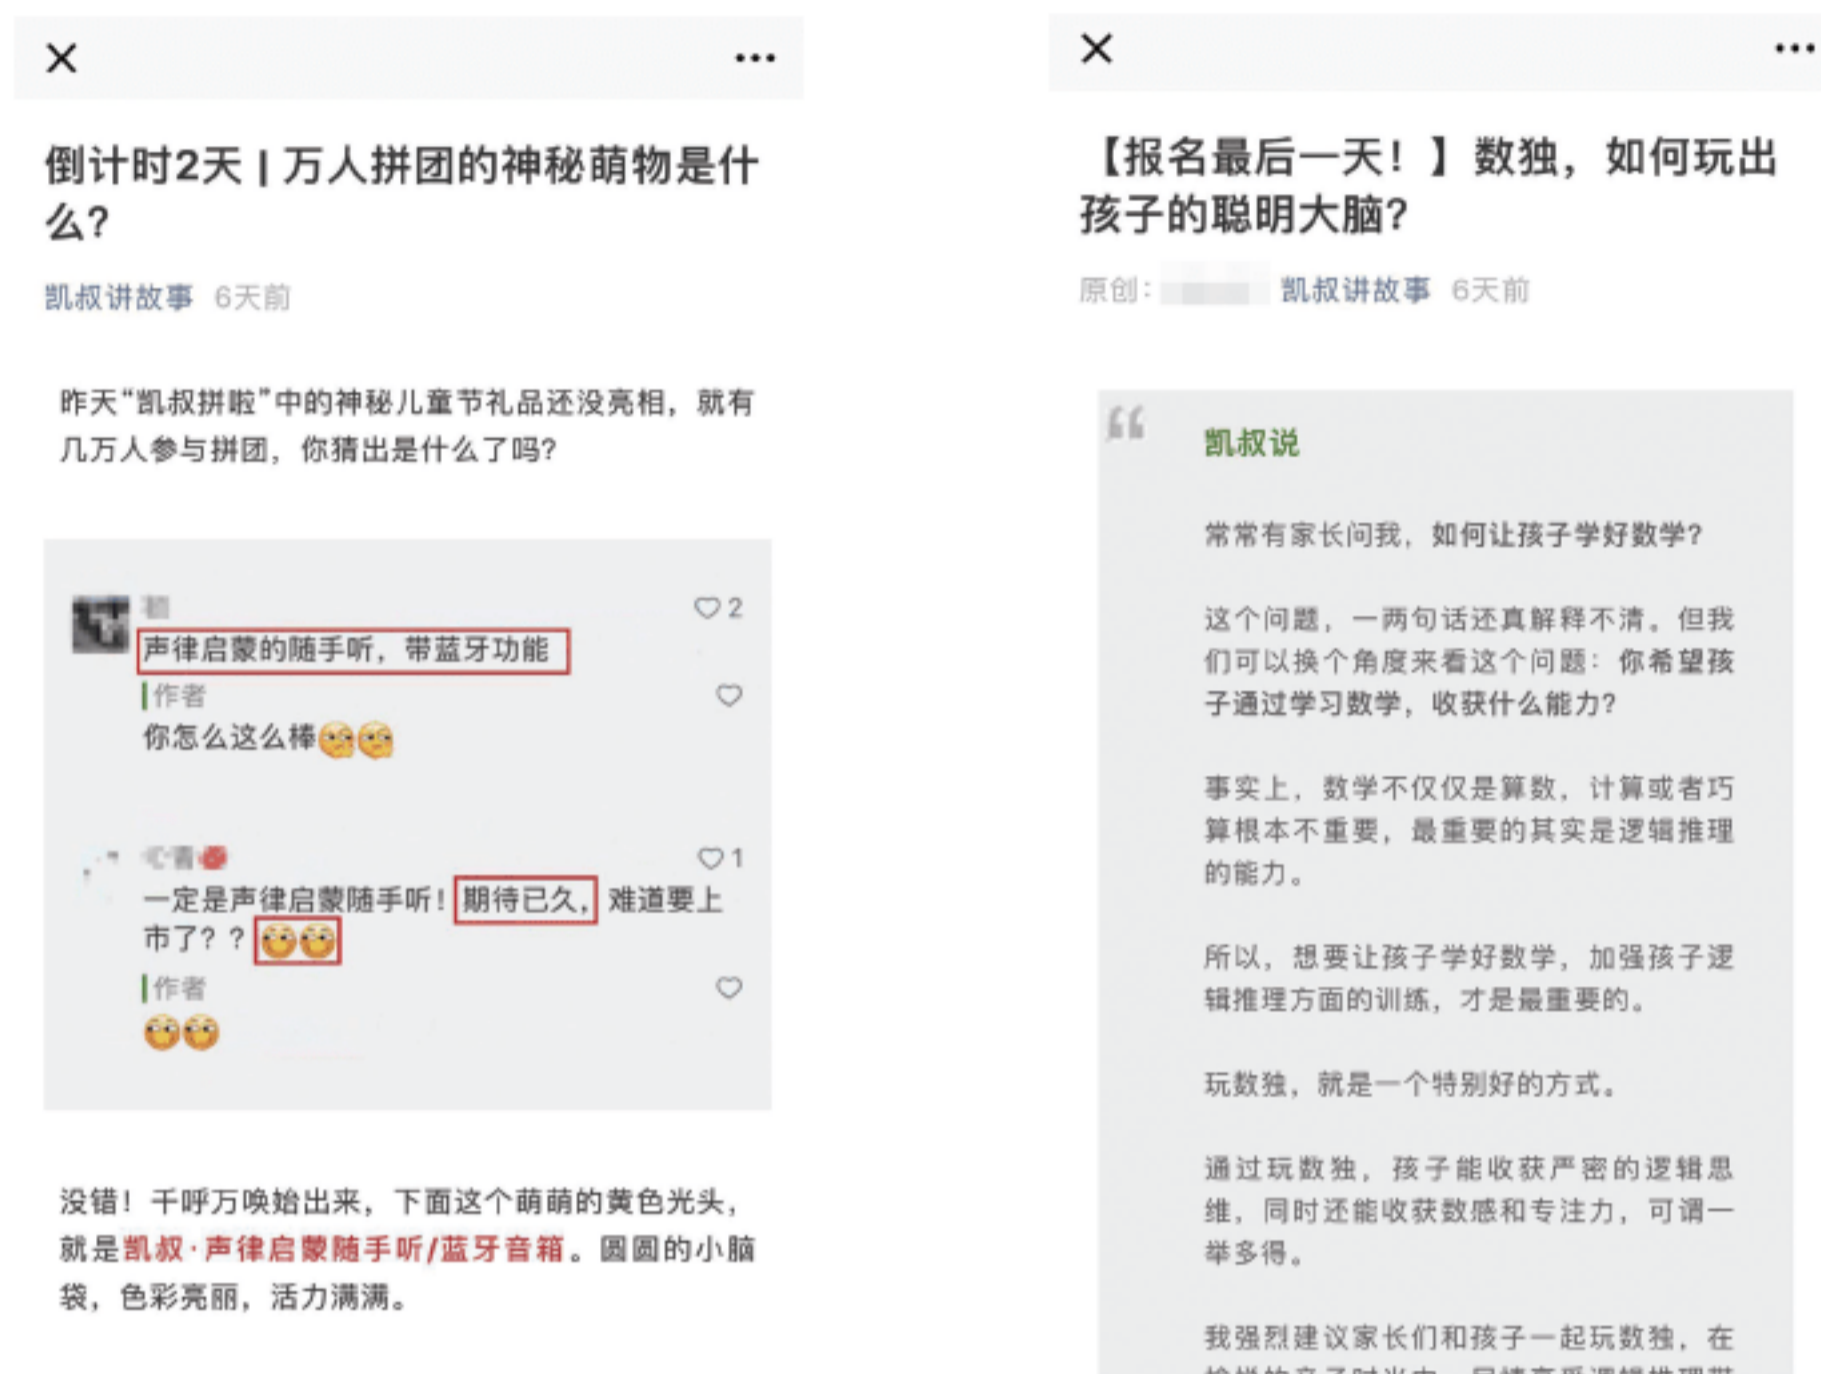 倒计时2天 | 万人拼团的神秘萌物是什
么？
凯叔讲故事 6天前
昨天“凯叔拼啦”中的神秘儿童节礼品还没亮相，就有
几万人参与拼团，你猜出是什么了吗？
2
声律启蒙的随手听，带蓝牙功能
作者
你怎么这么棒
1
一定是声律启蒙随手听！期待已久，难道要上
市了？？
作者
没错！千呼万唤始出来，下面这个萌萌的黄色光头，
就是凯叔·声律启蒙随手听/蓝牙音箱。圆圆的小脑
袋，色彩亮丽，活力满满。
【报名最后一天！】数独，如何玩出
孩子的聪明大脑？
原创： 凯叔讲故事 6天前
凯叔说
常常有家长问我，如何让孩子学好数学？
这个问题，一两句话还真解释不清。但我
们可以换个角度来看这个问题：你希望孩
子通过学习数学，收获什么能力？
事实上，数学不仅仅是算数，计算或者巧
算根本不重要，最重要的其实是逻辑推理
的能力。
所以，想要让孩子学好数学，加强孩子逻
辑推理方面的训练，才是最重要的。
玩数独，就是一个特别好的方式。
通过玩数独，孩子能收获严密的逻辑思
维，同时还能收获数感和专注力，可谓一
举多得。
我强烈建议家长们和孩子一起玩数独，在